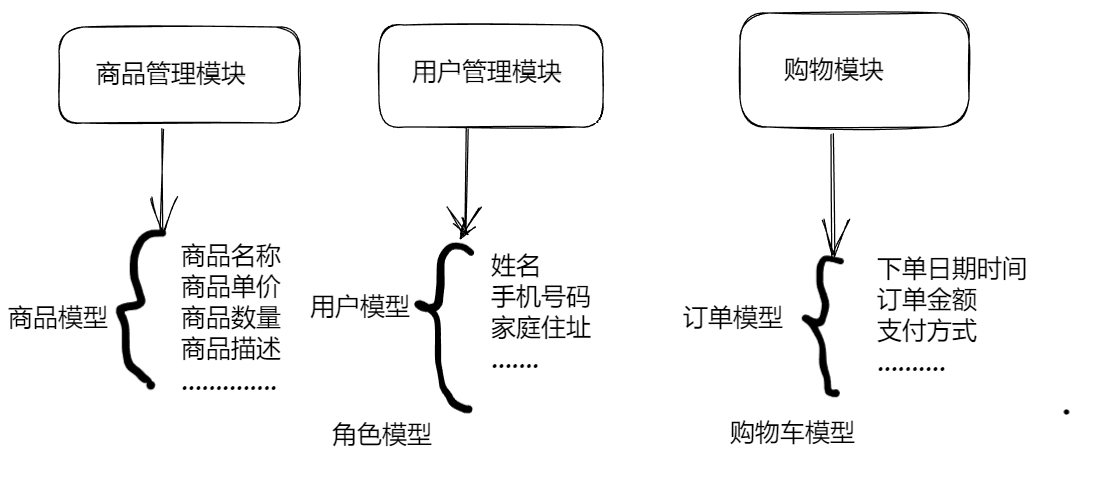 商品管理模块
用户管理模块
购物模块
商品模型
商品名称
商品单价
商品数量
商品描述
..............
用户模型
姓名
手机号码
家庭住址
.......
角色模型
订单模型
下单日期时间
订单金额
支付方式
..........
购物车模型